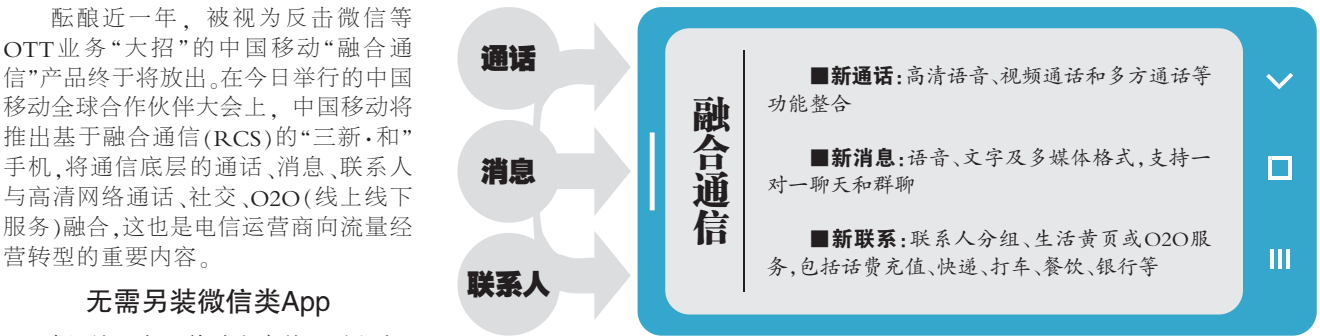 酝酿近一年，被视为反击微信等
OTT业务“大招”的中国移动“融合通
信”产品终于将放出。在今日举行的中国
移动全球合作伙伴大会上，中国移动将
推出基于融合通信(RCS)的“三新·和”
手机，将通信底层的通话、消息、联系人
与高清网络通话、社交、O2O(线上线下
服务)融合，这也是电信运营商向流量经
营转型的重要内容。
无需另装微信类App
通话
消息
联系人
融合通信
■新通话：高清语音、视频通话和多方通话等
功能整合
■新消息：语音、文字及多媒体格式，支持一
对一聊天和群聊
■新联系：联系人分组、生活黄页或O2O服
务，包括话费充值、快递、打车、餐饮、银行等